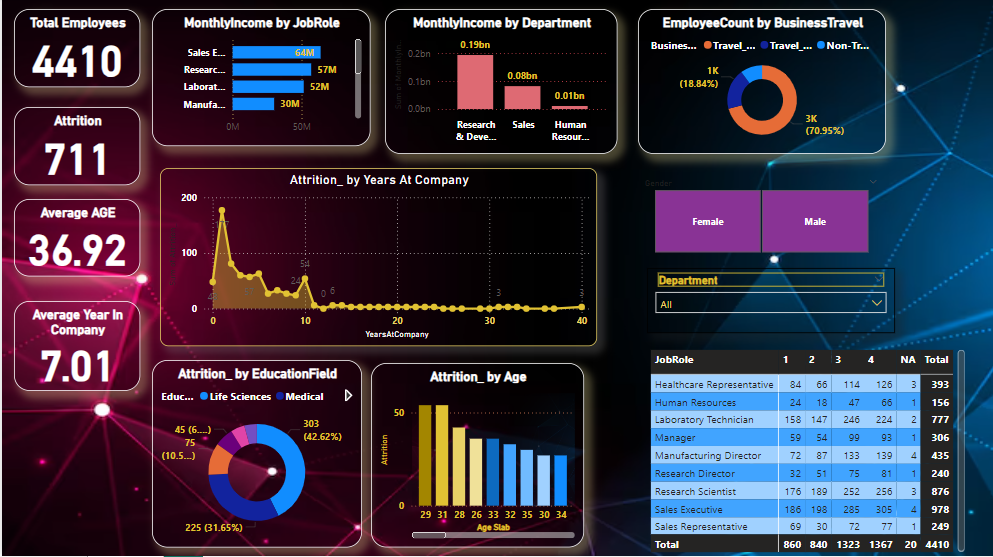 Total Employees
4410
Attrition
711
Average AGE
36.92
Average Year In
Company
7.01
MonthlyIncome by JobRole
Sales E...
64M
Researc...
57M
Laborat...
52M
Manufa...
30M
0M
50M
MonthlyIncome by Department
0.2bn
0.1bn
0.0bn
0.19bn
0.08bn
0.01bn
Research
& Deve...
Sales
Human
Resour...
EmployeeCount by BusinessTravel
Busines... Travel_... Travel_... Non-Tr...
1K
(18.84%)
3K
(70.95%)
Attrition_ by Years At Company
200
100
0
24
54
0
6
3
0
10
20
30
40
YearsAtCompany
Gender
Female
Male
Department
All
Attrition_ by EducationField
Educ... Life Sciences Medical
45 (6....)
75
(10.5...)
303
(42.62%)
225 (31.65%)
Attrition_ by Age
Attrition
50
0
29 31 28 26 33 32 35 30 34
Age Slab
JobRole 1 2 3 4 NA Total
Healthcare Representative 84 66 114 126 3 393
Human Resources 24 18 47 66 1 156
Laboratory Technician 158 147 246 224 2 777
Manager 59 54 99 93 1 306
Manufacturing Director 72 87 133 139 4 435
Research Director 32 51 75 81 1 240
Research Scientist 176 189 252 256 3 876
Sales Executive 186 198 285 305 4 978
Sales Representative 69 30 72 77 1 249
Total 860 840 1323 1367 20 4410